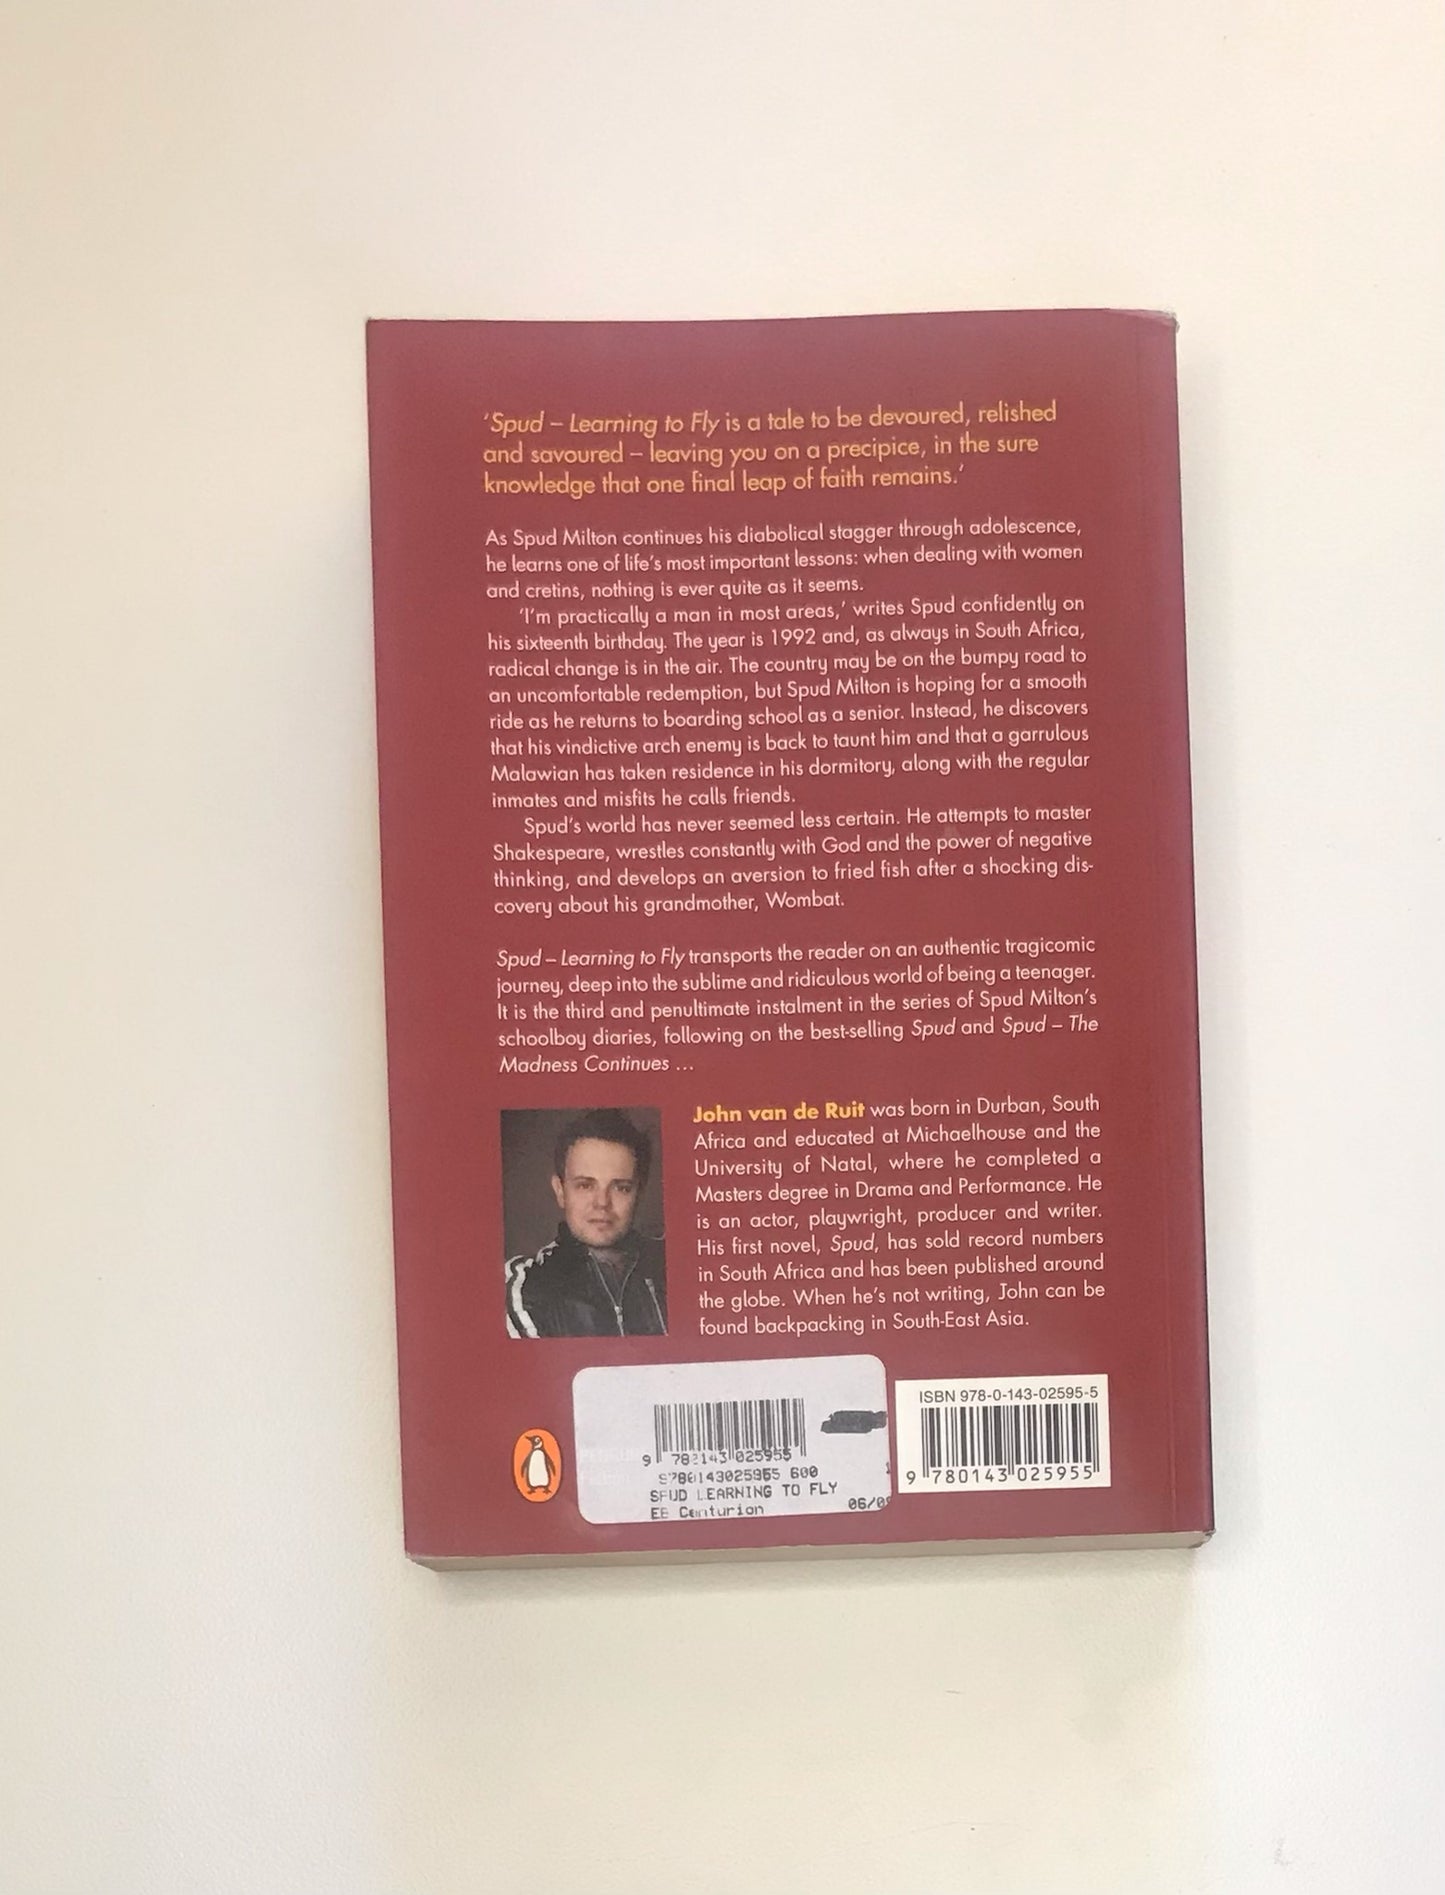 'Spud – Learning to Fly is a tale to be devoured, relished
and savoured – leaving you on a precipice, in the sure
knowledge that one final leap of faith remains.'
As Spud Milton continues his diabolical stagger through adolescence,
he learns one of life's most important lessons: when dealing with women
and cretins, nothing is ever quite as it seems.
'I'm practically a man in most areas,' writes Spud confidently on
his sixteenth birthday. The year is 1992 and, as always in South Africa,
radical change is in the air. The country may be on the bumpy road to
an uncomfortable redemption, but Spud Milton is hoping for a smooth
ride as he returns to boarding school as a senior. Instead, he discovers
that his vindictive arch enemy is back to taunt him and that a garrulous
Malawian has taken residence in his dormitory, along with the regular
inmates and misfits he calls friends.
Spud's world has never seemed less certain. He attempts to master
Shakespeare, wrestles constantly with God and the power of negative
thinking, and develops an aversion to fried fish after a shocking dis-
covery about his grandmother, Wombat.
Spud – Learning to Fly transports the reader on an authentic tragicomic
journey, deep into the sublime and ridiculous world of being a teenager.
It is the third and penultimate instalment in the series of Spud Milton's
schoolboy diaries, following on the best-selling Spud and Spud – The
Madness Continues ...
John van de Ruit was born in Durban, South
Africa and educated at Michaelhouse and the
University of Natal, where he completed a
Masters degree in Drama and Performance. He
is an actor, playwright, producer and writer.
His first novel, Spud, has sold record numbers
in South Africa and has been published around
the globe. When he's not writing, John can be
found backpacking in South-East Asia.
9 782143 025955
9780143025955 600
SPUD LEARNING TO FLY
EE Centurion 06/0
ISBN 978-0-143-02595-5
9 780143 025955